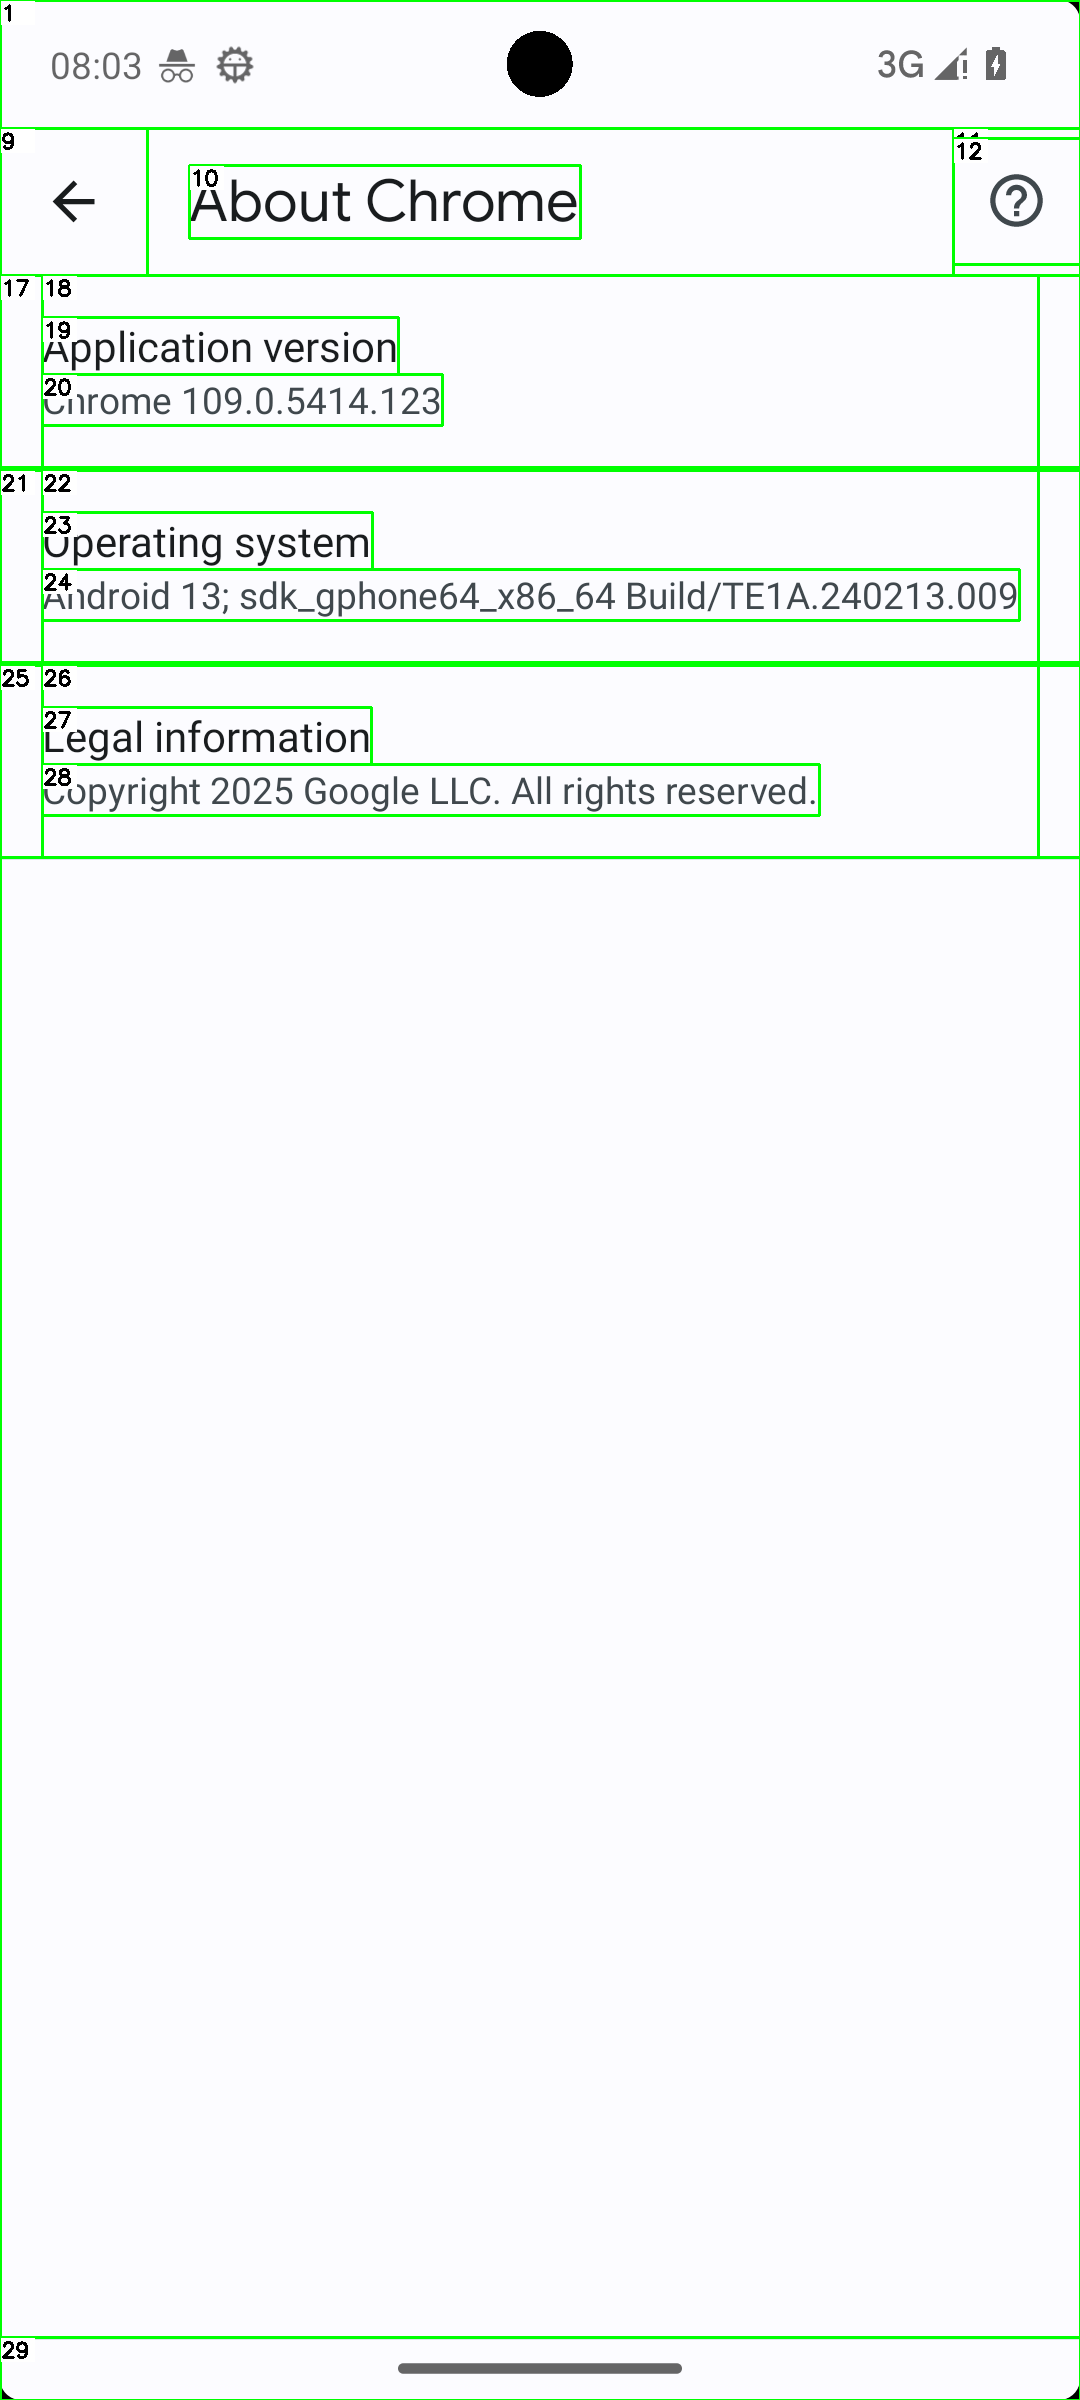 1
08:03
3G
9
10
About Chrome
11
12
17
18
19
Application version
20
Chrome 109.0.5414.123
21
22
23
Operating system
24
Android 13; sdk_gphone64_x86_64 Build/TE1A.240213.009
25
26
27
Legal information
28
Copyright 2025 Google LLC. All rights reserved.
29